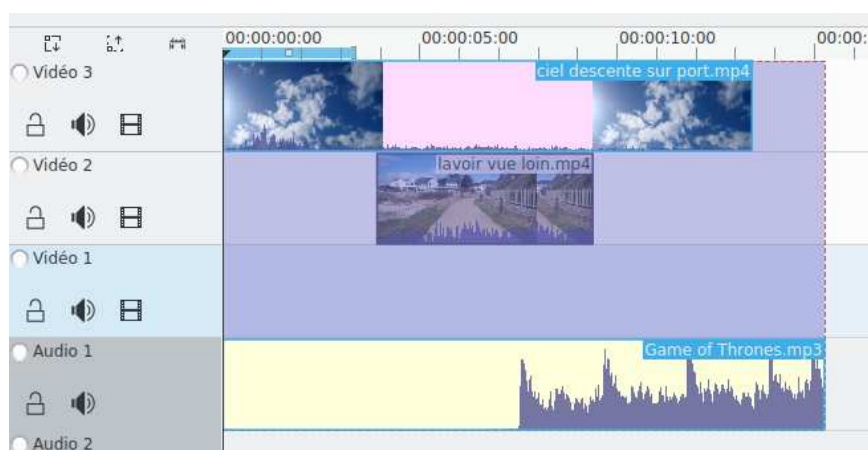 00:00:00:00 00:00:05:00 00:00:10:00 00:00:
Vidéo 3
ciel descente sur port.mp4
Vidéo 2
lavoir vue loin.mp4
Vidéo 1
Audio 1
Game of Thrones.mp3
Audio 2